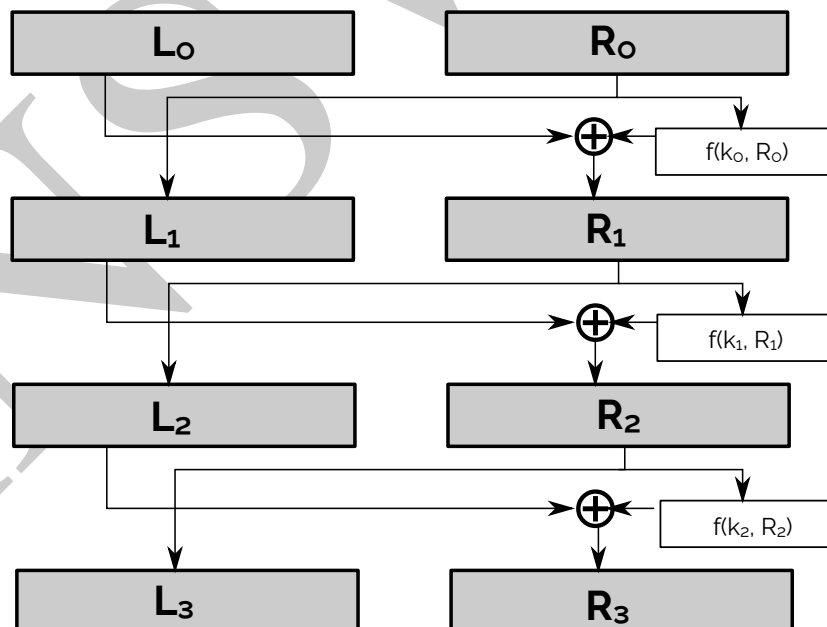 L₀ R₀
f(k₀, R₀)
L₁ R₁
f(k₁, R₁)
L₂ R₂
f(k₂, R₂)
L₃ R₃